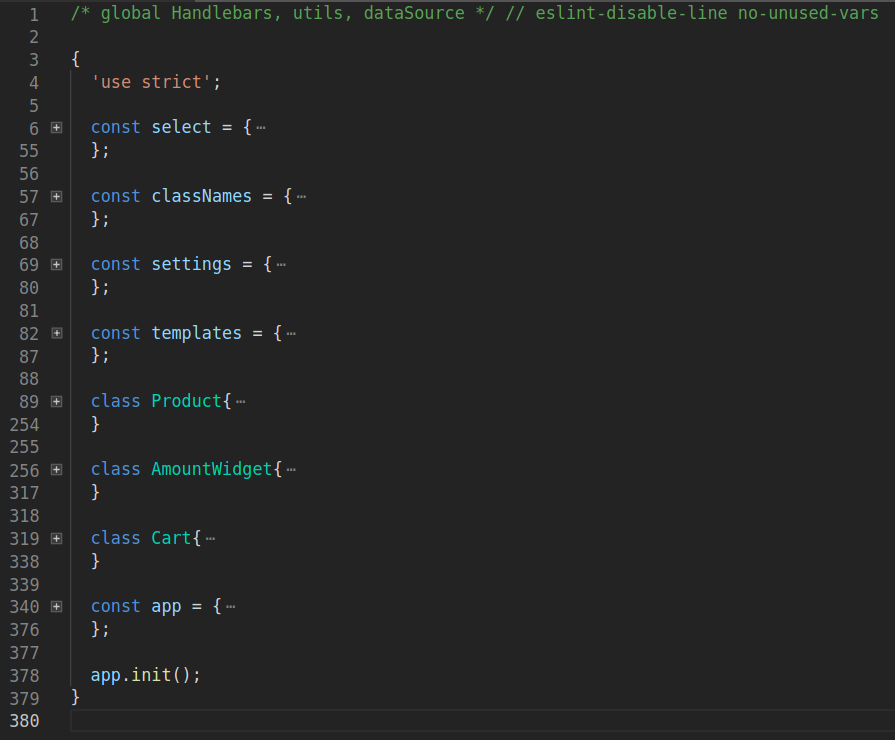 1 /* global Handlebars, utils, dataSource */ // eslint-disable-line no-unused-vars
2
3 {
4 'use strict';
5
6 const select = {⋯
55 };
56
57 const classNames = {⋯
67 };
68
69 const settings = {⋯
80 };
81
82 const templates = {⋯
87 };
88
89 class Product{⋯
254 }
255
256 class AmountWidget{⋯
317 }
318
319 class Cart{⋯
338 }
339
340 const app = {⋯
376 };
377
378 app.init();
379 }
380